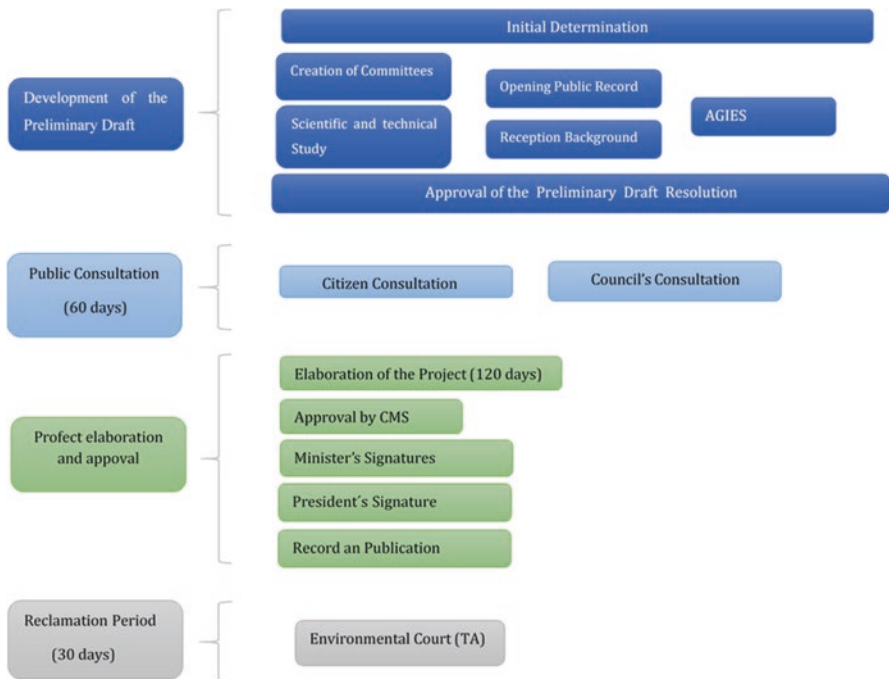 Initial Determination
Development of the
Preliminary Draft
Creation of Committees
Scientific and technical
Study
Opening Public Record
Reception Background
AGIES
Approval of the Preliminary Draft Resolution
Public Consultation
(60 days)
Citizen Consultation
Council's Consultation
Profect elaboration
and appoval
Elaboration of the Project (120 days)
Approval by CMS
Minister's Signatures
President´s Signature
Record an Publication
Reclamation Period
(30 days)
Environmental Court (TA)